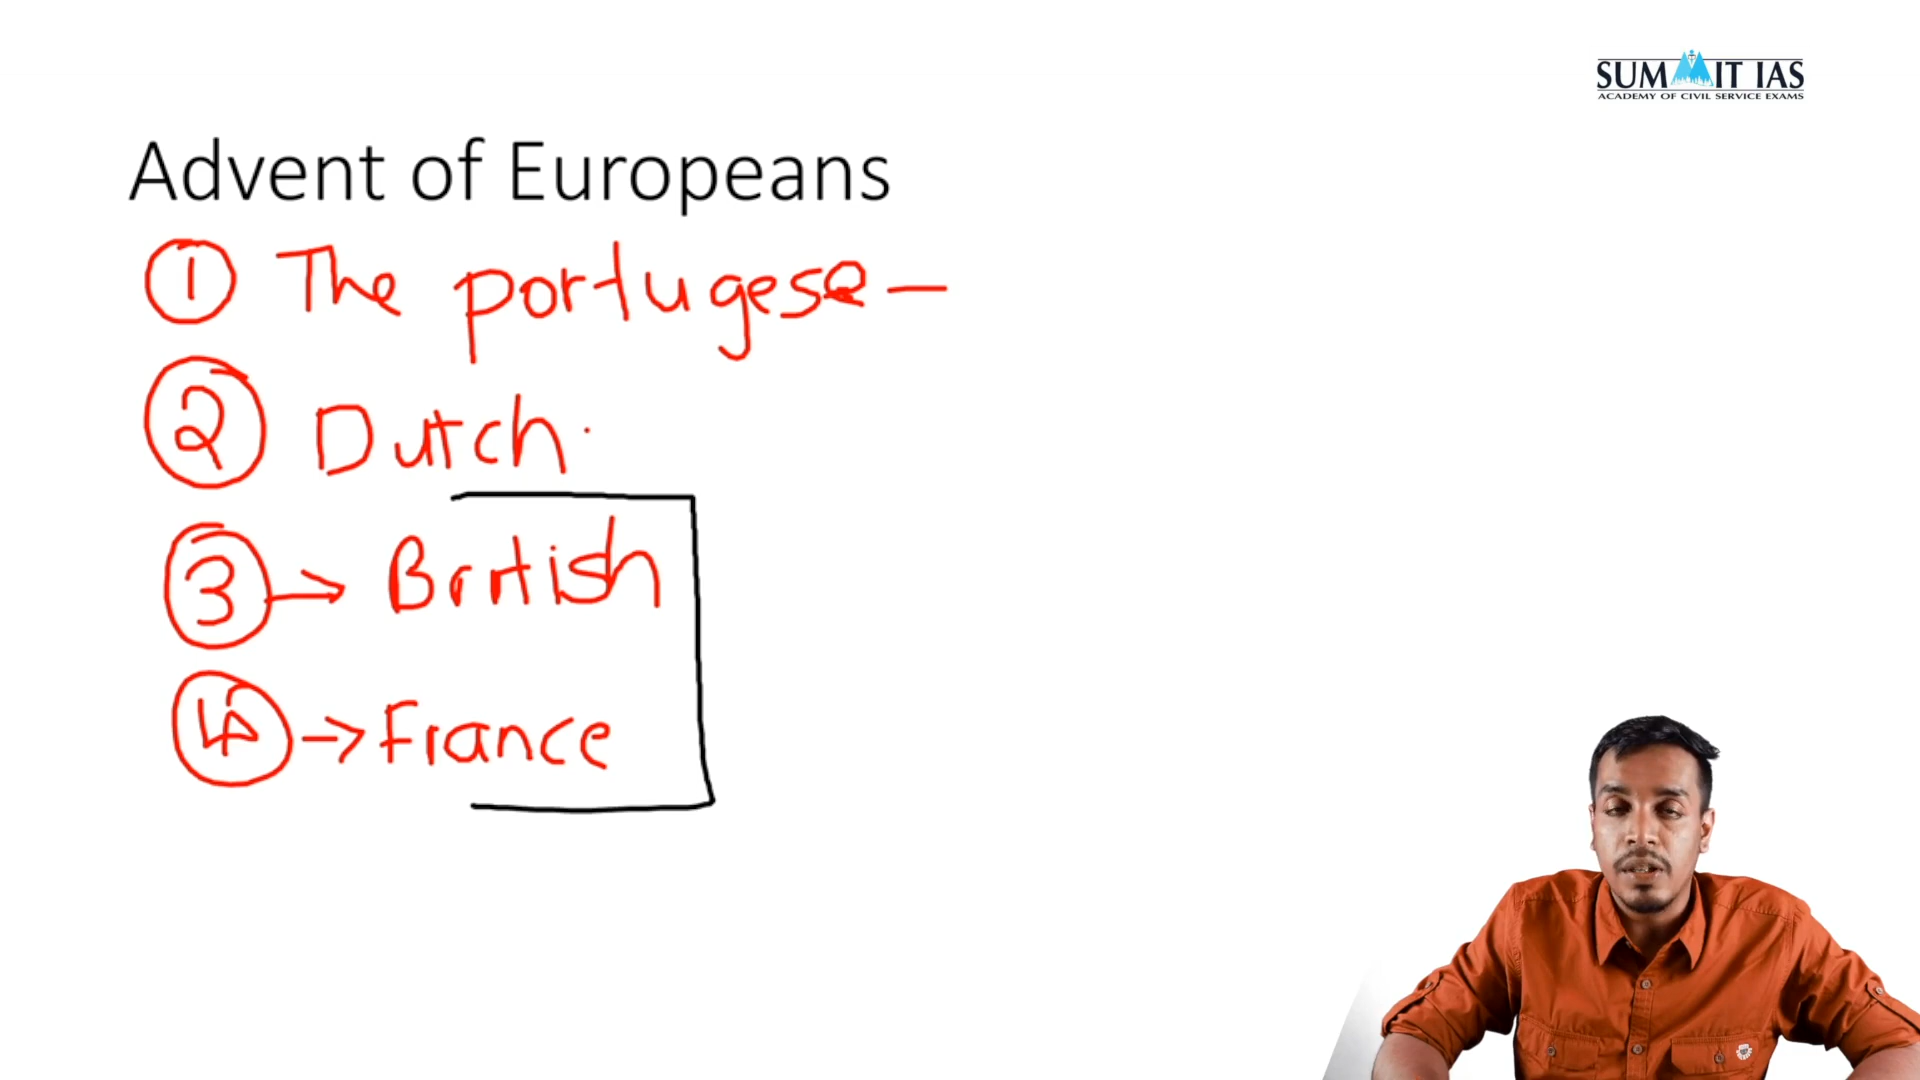 SUMMIT IAS
ACADEMY OF CIVIL SERVICE EXAMS
Advent of Europeans
1 The portugese –
2 Dutch.
3 → British
4 → France